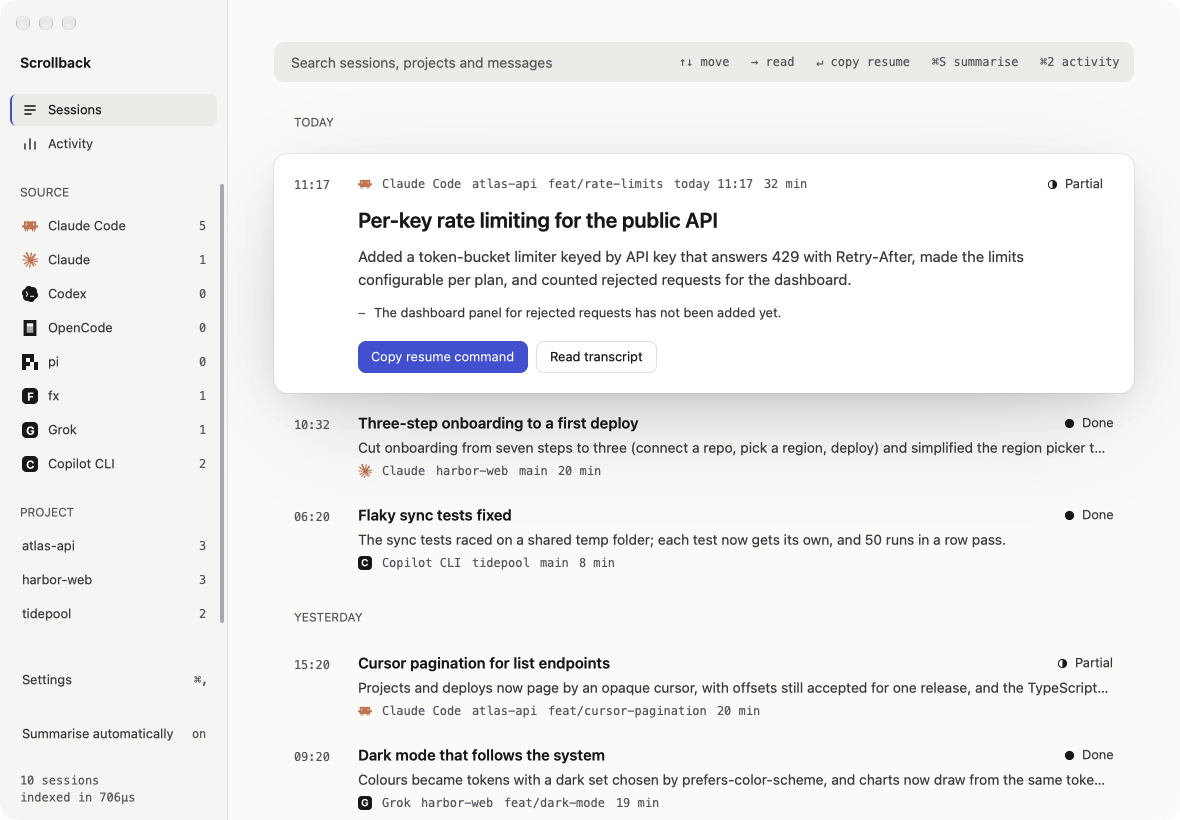 Scrollback
Sessions
Activity
SOURCE
Claude Code 5
Claude 1
Codex 0
OpenCode 0
pi 0
fx 1
Grok 1
Copilot CLI 2
PROJECT
atlas-api 3
harbor-web 3
tidepool 2
Settings ⌘,
Summarise automatically on
10 sessions
indexed in 706µs
Search sessions, projects and messages ↑↓ move → read ↵ copy resume ⌘S summarise ⌘2 activity
TODAY
11:17 Claude Code atlas-api feat/rate-limits today 11:17 32 min Partial
Per-key rate limiting for the public API
Added a token-bucket limiter keyed by API key that answers 429 with Retry-After, made the limits
configurable per plan, and counted rejected requests for the dashboard.
– The dashboard panel for rejected requests has not been added yet.
Copy resume command Read transcript
10:32 Three-step onboarding to a first deploy Done
Cut onboarding from seven steps to three (connect a repo, pick a region, deploy) and simplified the region picker t...
Claude harbor-web main 20 min
06:20 Flaky sync tests fixed Done
The sync tests raced on a shared temp folder; each test now gets its own, and 50 runs in a row pass.
C Copilot CLI tidepool main 8 min
YESTERDAY
15:20 Cursor pagination for list endpoints Partial
Projects and deploys now page by an opaque cursor, with offsets still accepted for one release, and the TypeScript...
Claude Code atlas-api feat/cursor-pagination 20 min
09:20 Dark mode that follows the system Done
Colours became tokens with a dark set chosen by prefers-color-scheme, and charts now draw from the same toke...
G Grok harbor-web feat/dark-mode 19 min